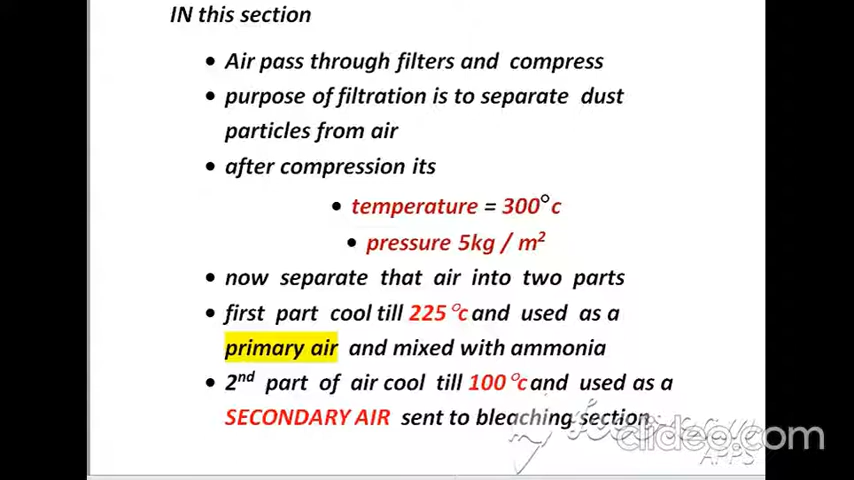 IN this section
• Air pass through filters and compress
• purpose of filtration is to separate dust
particles from air
• after compression its
• temperature = 300°c
• pressure 5kg / m²
• now separate that air into two parts
• first part cool till 225 °c and used as a
primary air and mixed with ammonia
• 2nd part of air cool till 100 °c and used as a
SECONDARY AIR sent to bleaching section
clideo.com
APPS